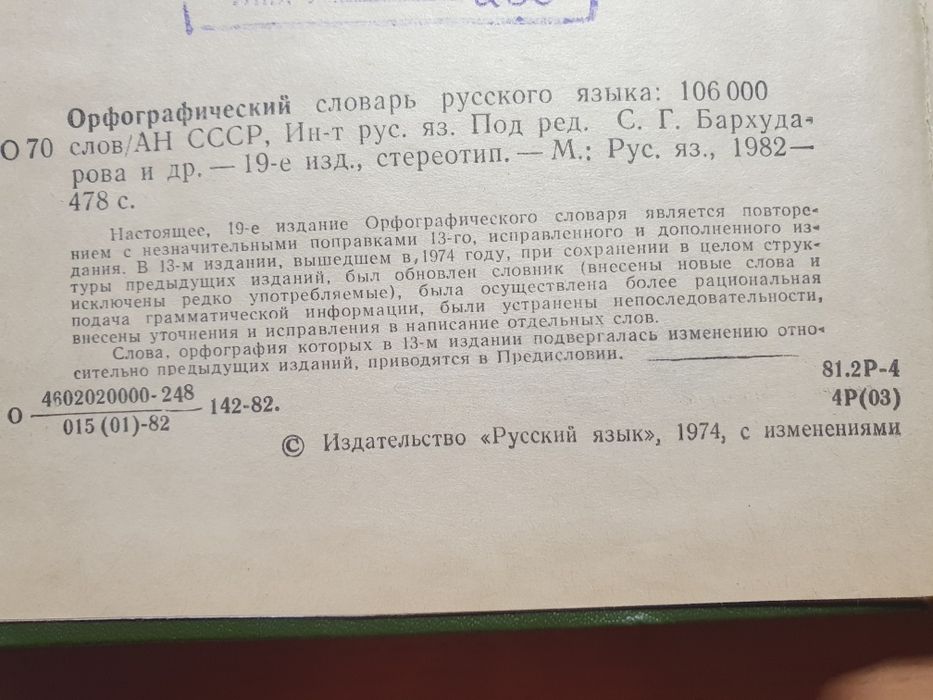 Орфографический словарь русского языка: 106 000
О 70 слов/АН СССР, Ин-т рус. яз. Под ред. С. Г. Бархуда-
рова и др. — 19-е изд., стереотип. — М.: Рус. яз., 1982—
478 с.
Настоящее, 19-е издание Орфографического словаря является повторе-
нием с незначительными поправками 13-го, исправленного и дополненного из-
дания. В 13-м издании, вышедшем в 1974 году, при сохранении в целом струк-
туры предыдущих изданий, был обновлен словник (внесены новые слова и
исключены редко употребляемые), была осуществлена более рациональная
подача грамматической информации, были устранены непоследовательности,
внесены уточнения и исправления в написание отдельных слов.
Слова, орфография которых в 13-м издании подвергалась изменению отно-
сительно предыдущих изданий, приводятся в Предисловии.
81.2Р-4
4Р(03)
О 4602020000-248 142-82.
015 (01)-82
© Издательство «Русский язык», 1974, с изменениями